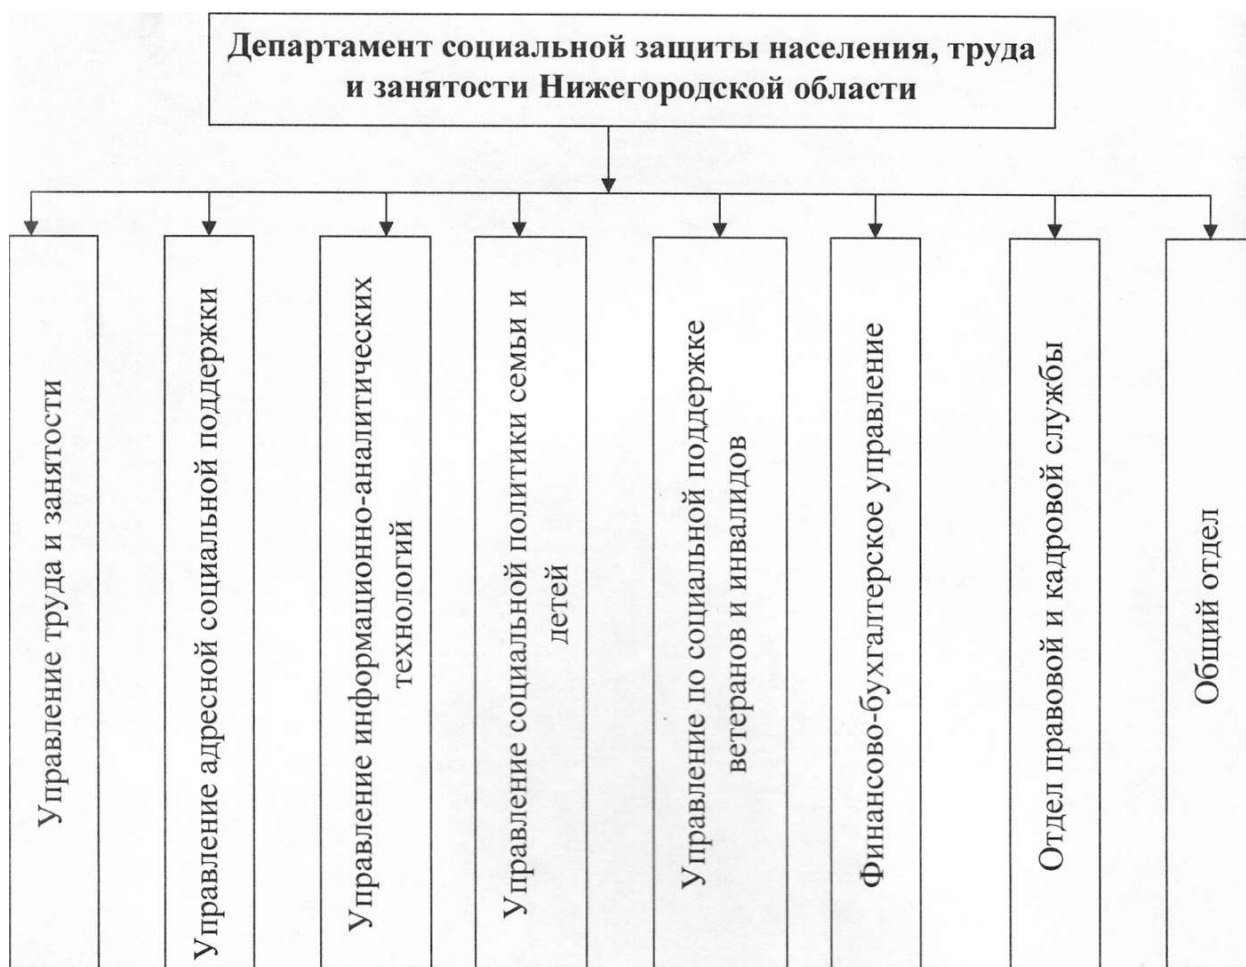 Департамент социальной защиты населения, труда
и занятости Нижегородской области
Управление труда и занятости
Управление адресной социальной поддержки
Управление информационно-аналитических
технологий
Управление социальной политики семьи и
детей
Управление по социальной поддержке
ветеранов и инвалидов
Финансово-бухгалтерское управление
Отдел правовой и кадровой службы
Общий отдел